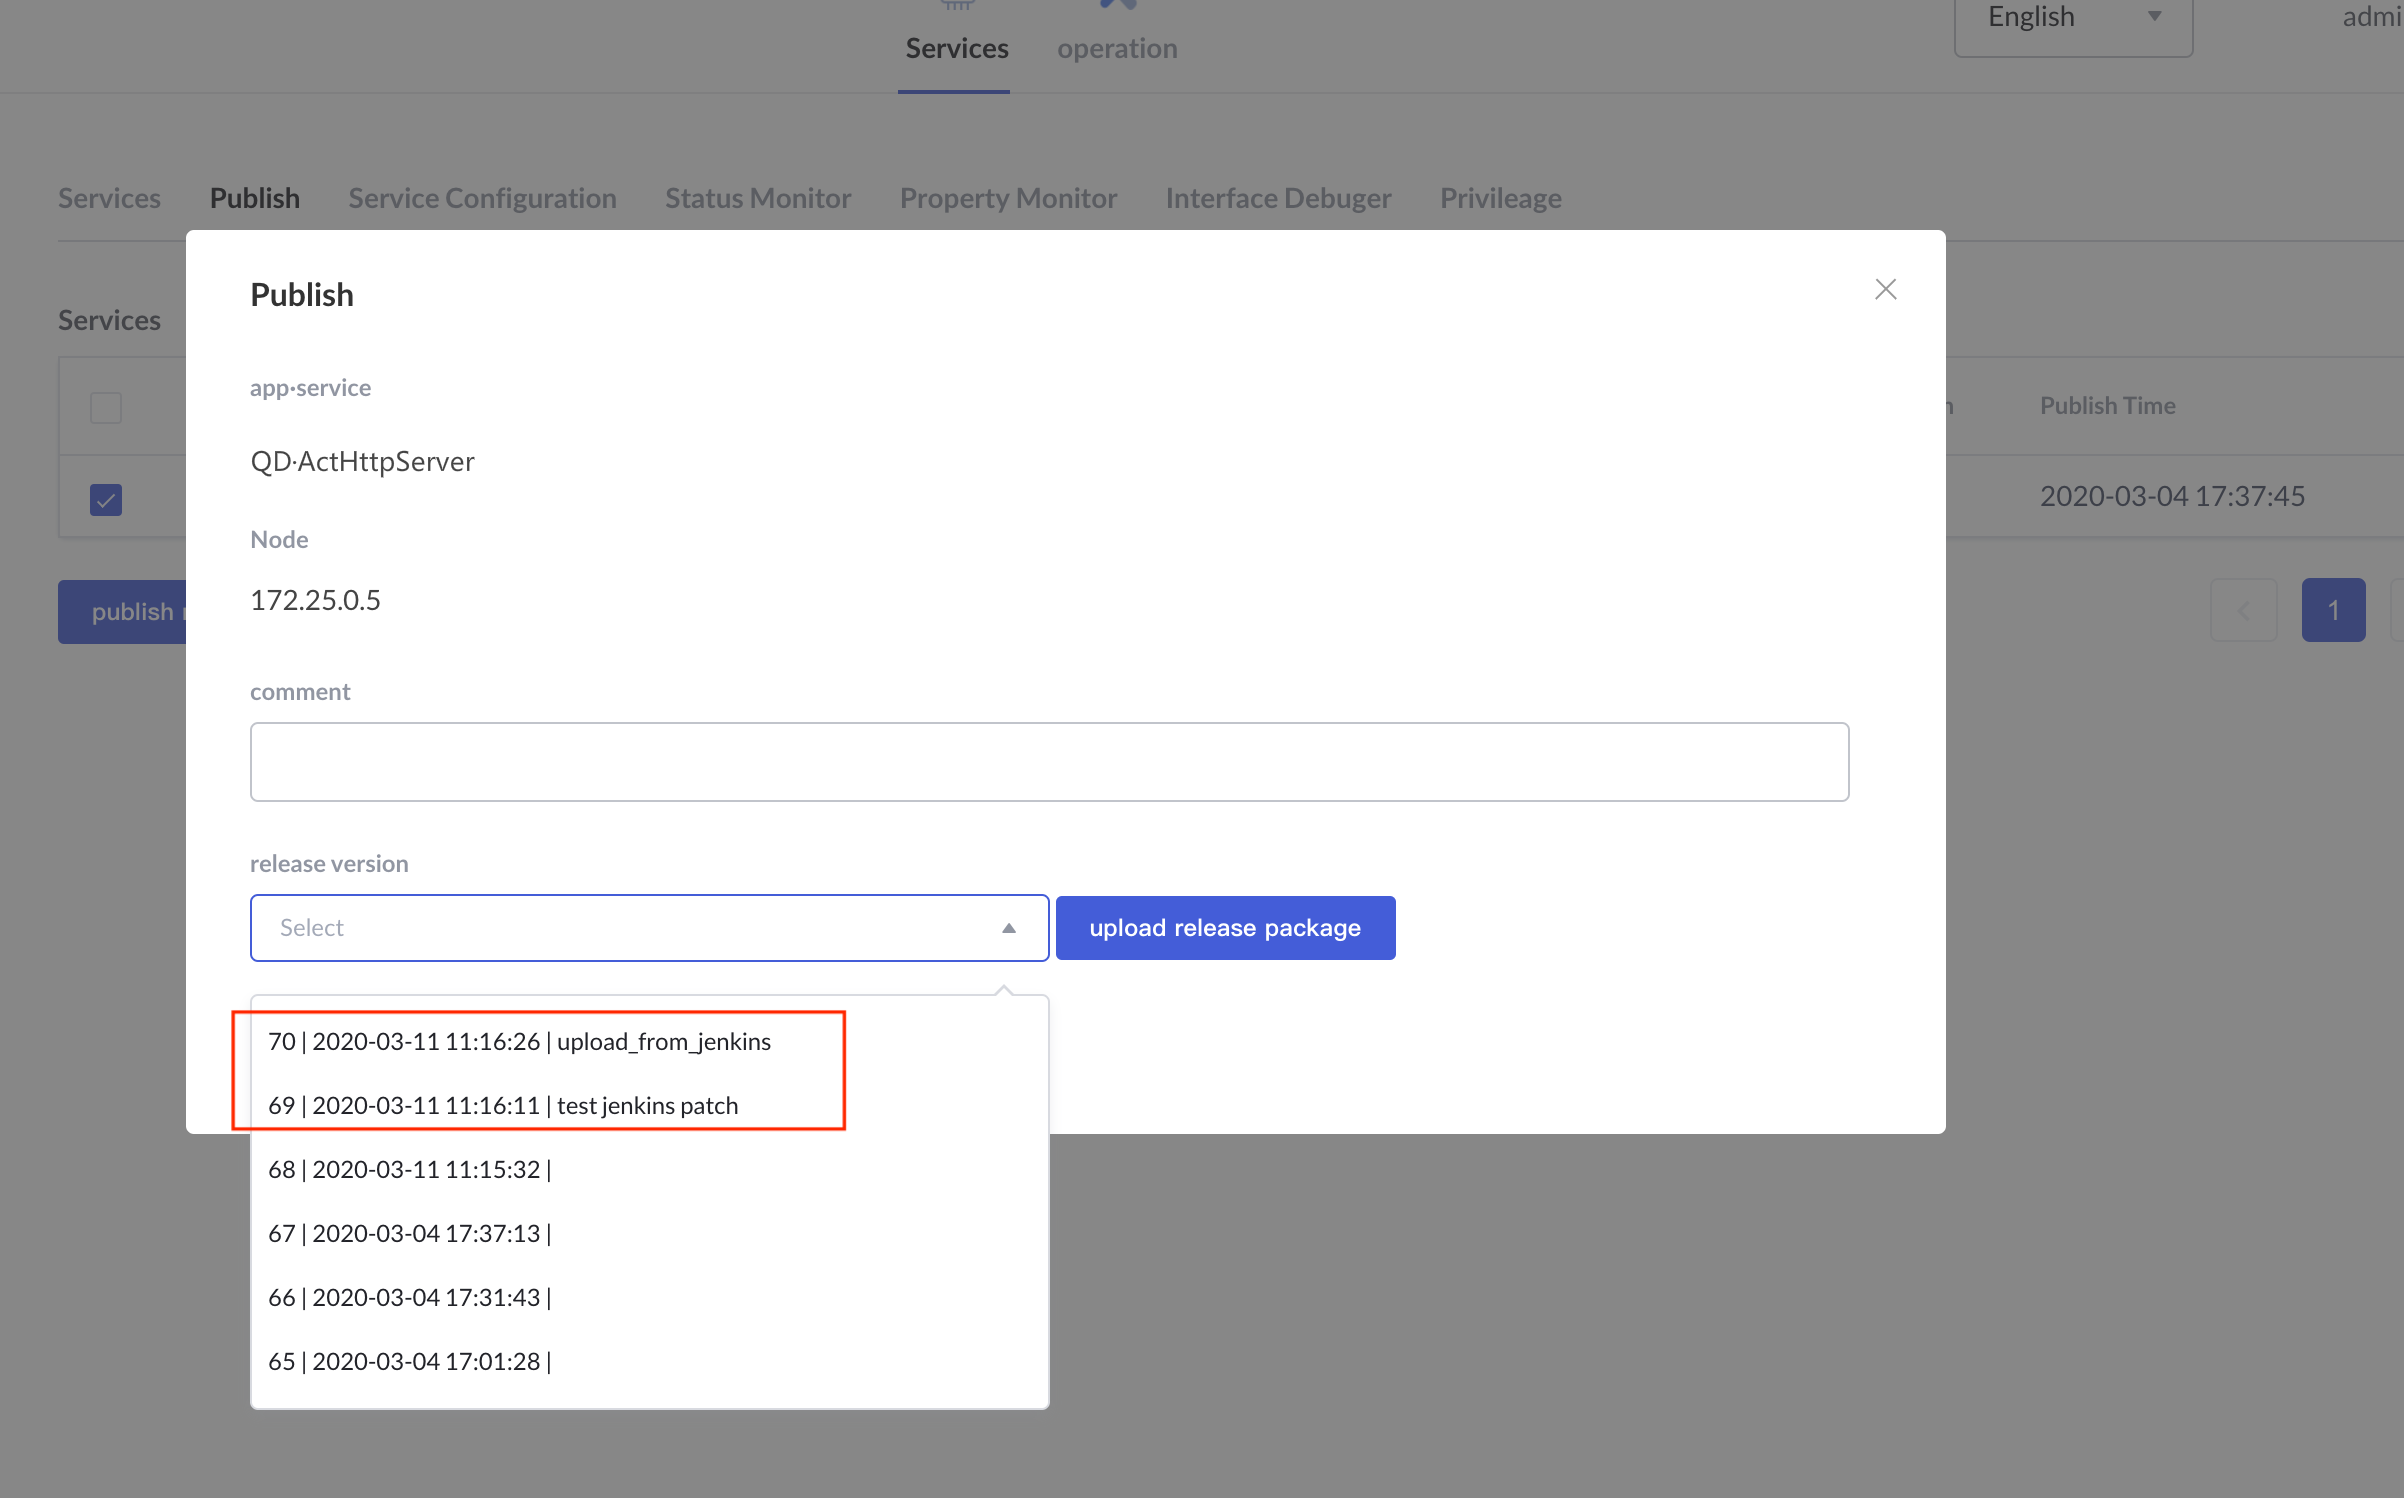 English
admi
Services operation
Services Publish Service Configuration Status Monitor Property Monitor Interface Debuger Privileage
Publish
Services
app·service
Publish Time
QD·ActHttpServer
2020-03-04 17:37:45
Node
172.25.0.5
publish
1
comment
release version
Select
upload release package
70 | 2020-03-11 11:16:26 | upload_from_jenkins
69 | 2020-03-11 11:16:11 | test jenkins patch
68 | 2020-03-11 11:15:32 |
67 | 2020-03-04 17:37:13 |
66 | 2020-03-04 17:31:43 |
65 | 2020-03-04 17:01:28 |